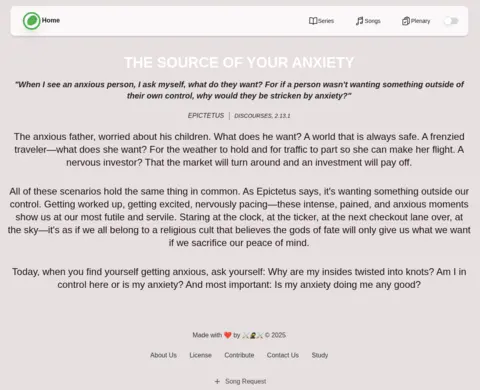 Home
Series
Songs
Plenary
THE SOURCE OF YOUR ANXIETY
"When I see an anxious person, I ask myself, what do they want? For if a person wasn't wanting something outside of
their own control, why would they be stricken by anxiety?"
EPICTETUS | DISCOURSES, 2.13.1
The anxious father, worried about his children. What does he want? A world that is always safe. A frenzied
traveler—what does she want? For the weather to hold and for traffic to part so she can make her flight. A
nervous investor? That the market will turn around and an investment will pay off.
All of these scenarios hold the same thing in common. As Epictetus says, it's wanting something outside our
control. Getting worked up, getting excited, nervously pacing—these intense, pained, and anxious moments
show us at our most futile and servile. Staring at the clock, at the ticker, at the next checkout lane over, at
the sky—it's as if we all belong to a religious cult that believes the gods of fate will only give us what we want
if we sacrifice our peace of mind.
Today, when you find yourself getting anxious, ask yourself: Why are my insides twisted into knots? Am I in
control here or is my anxiety? And most important: Is my anxiety doing me any good?
Made with ❤️ by ⚔️🥷⚔️ © 2025
About Us
License
Contribute
Contact Us
Study
+ Song Request